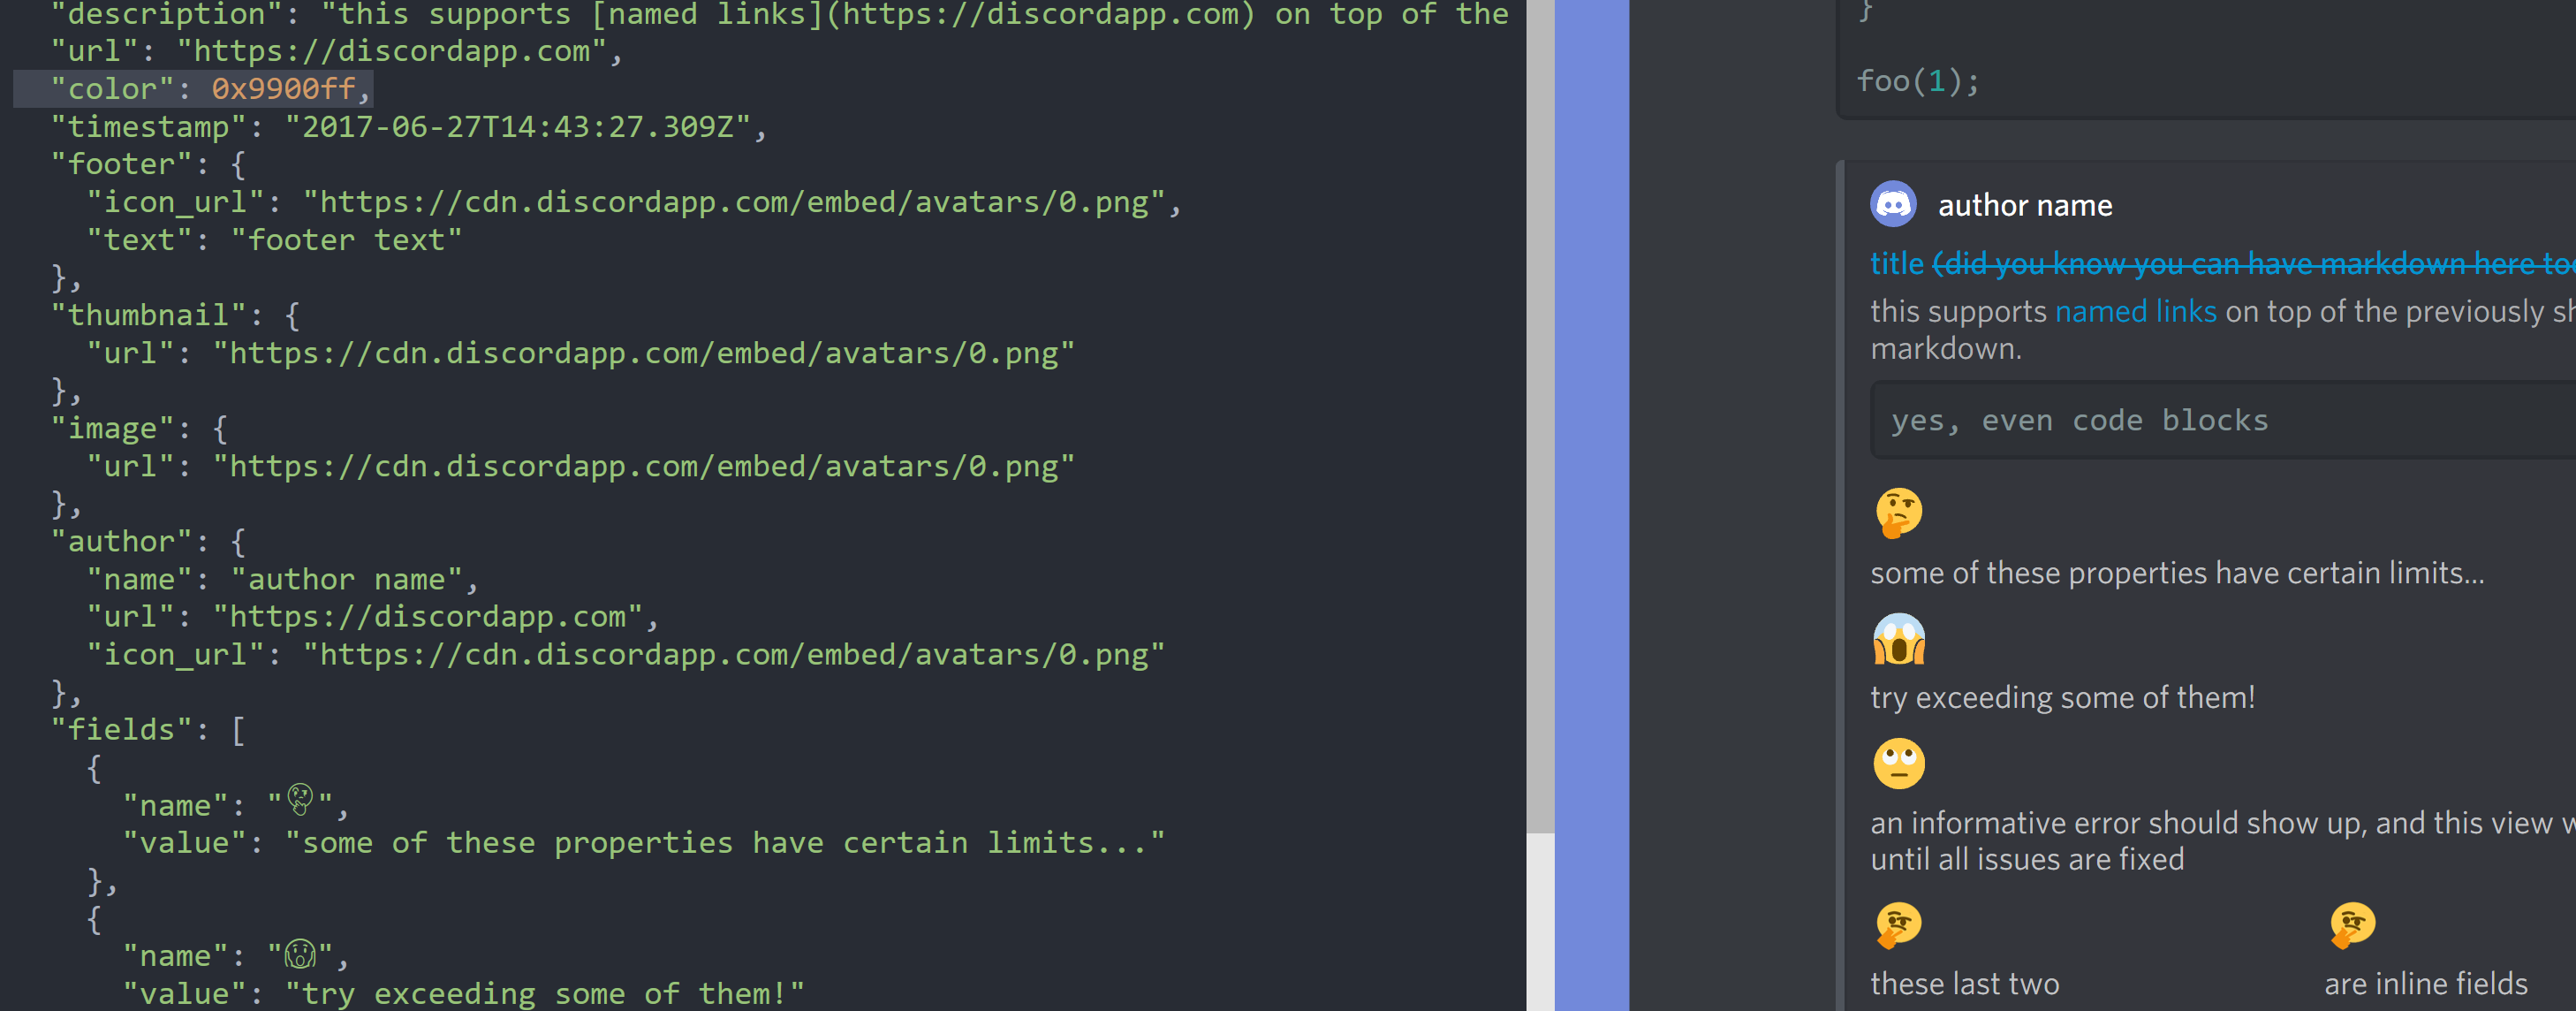 "description": "this supports [named links](https://discordapp.com) on top of the
"url": "https://discordapp.com",
"color": 0x9900ff,
"timestamp": "2017-06-27T14:43:27.309Z",
"footer": {
"icon_url": "https://cdn.discordapp.com/embed/avatars/0.png",
"text": "footer text"
},
"thumbnail": {
"url": "https://cdn.discordapp.com/embed/avatars/0.png"
},
"image": {
"url": "https://cdn.discordapp.com/embed/avatars/0.png"
},
"author": {
"name": "author name",
"url": "https://discordapp.com",
"icon_url": "https://cdn.discordapp.com/embed/avatars/0.png"
},
"fields": [
{
"name": "🤔",
"value": "some of these properties have certain limits..."
},
{
"name": "😱",
"value": "try exceeding some of them!"
}
foo(1);
author name
title (did you know you can have markdown here too
this supports named links on top of the previously sh
markdown.
yes, even code blocks
🤔
some of these properties have certain limits...
😱
try exceeding some of them!
🙄
an informative error should show up, and this view w
until all issues are fixed
these last two
are inline fields